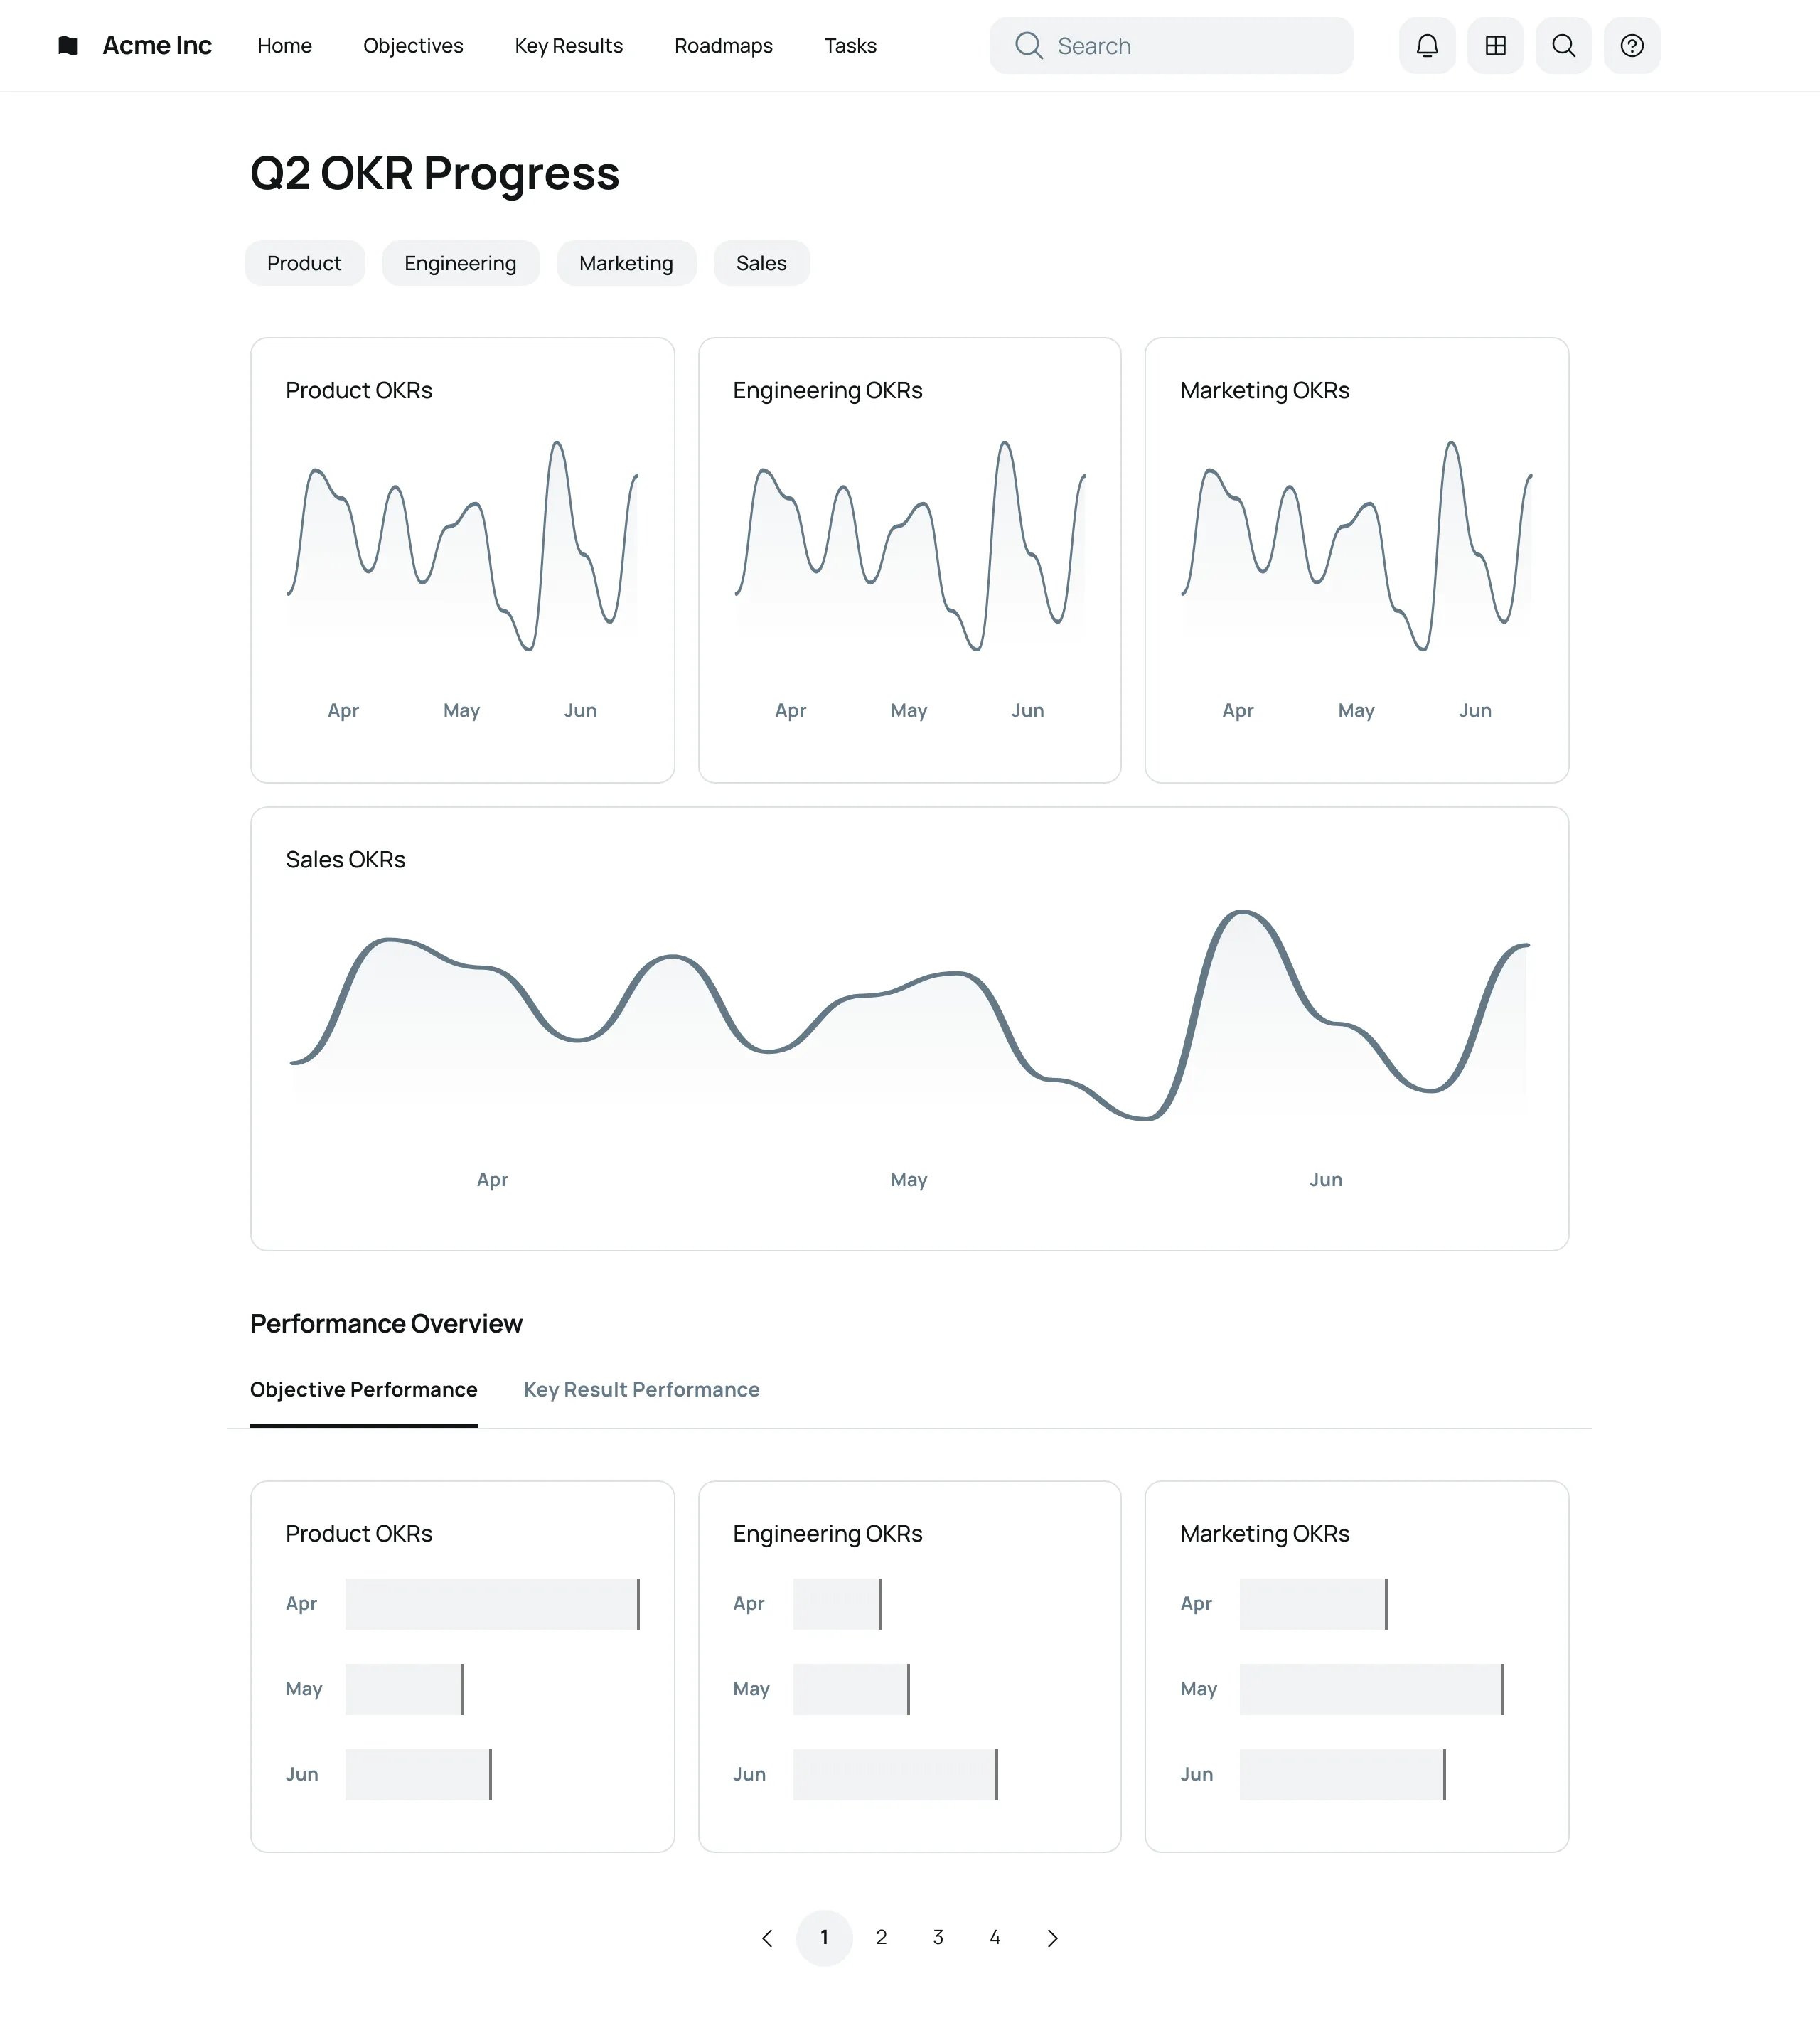 Acme Inc Home Objectives Key Results Roadmaps Tasks Search
Q2 OKR Progress
Product Engineering Marketing Sales
Product OKRs
Apr May Jun
Engineering OKRs
Apr May Jun
Marketing OKRs
Apr May Jun
Sales OKRs
Apr May Jun
Performance Overview
Objective Performance Key Result Performance
Product OKRs
Apr
May
Jun
Engineering OKRs
Apr
May
Jun
Marketing OKRs
Apr
May
Jun
1 2 3 4